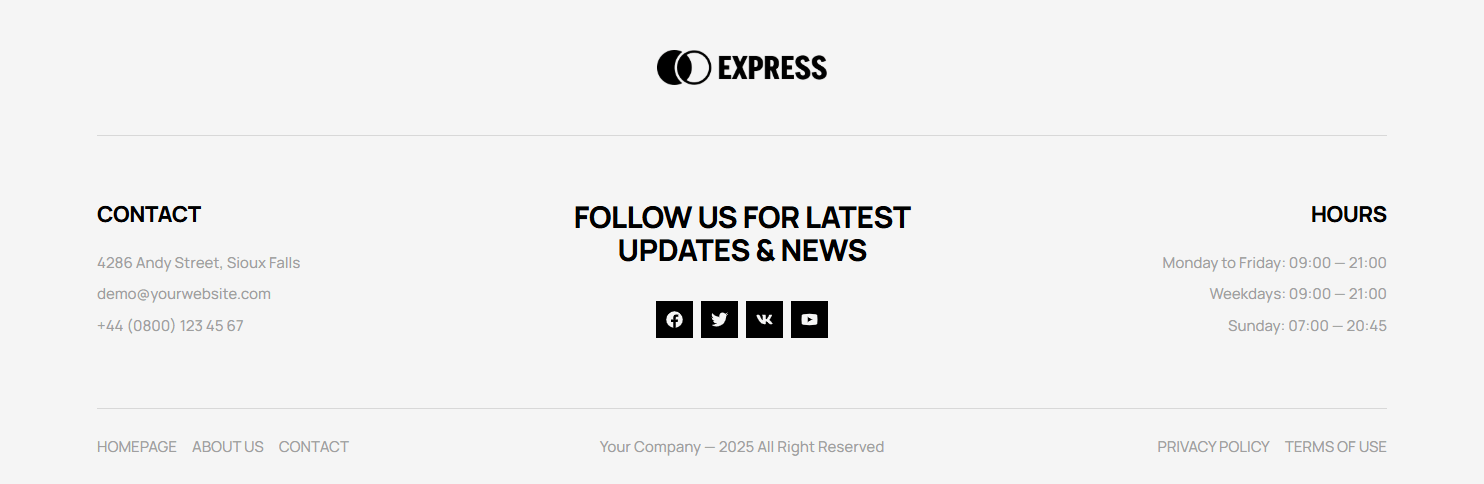 EXPRESS
CONTACT
4286 Andy Street, Sioux Falls
demo@yourwebsite.com
+44 (0800) 123 45 67
FOLLOW US FOR LATEST
UPDATES & NEWS
HOURS
Monday to Friday: 09:00 — 21:00
Weekdays: 09:00 — 21:00
Sunday: 07:00 — 20:45
HOMEPAGE ABOUT US CONTACT
Your Company — 2025 All Right Reserved
PRIVACY POLICY TERMS OF USE